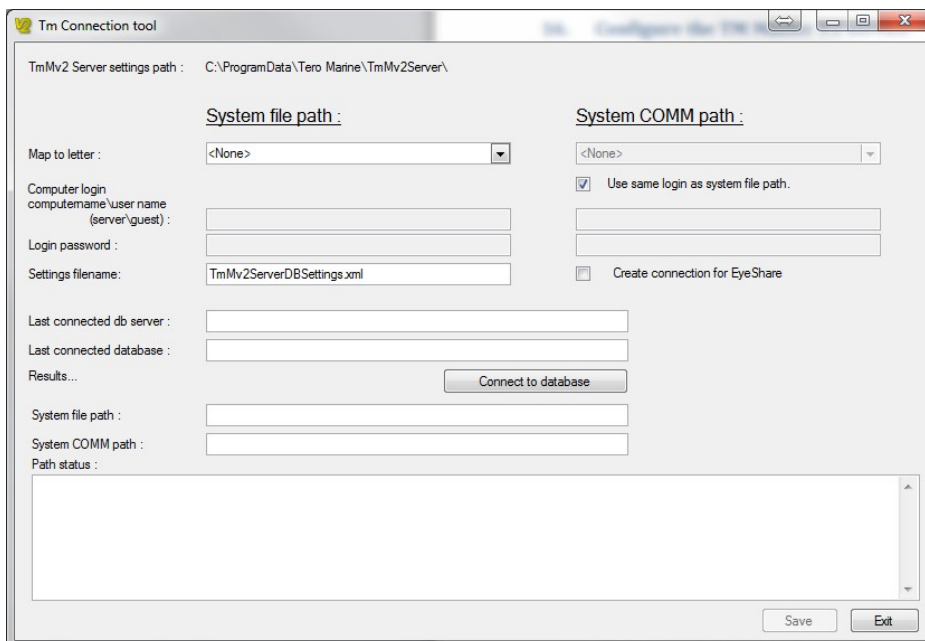 Tm Connection tool
TmMv2 Server settings path : C:\ProgramData\Tero Marine\TmMv2Server\
System file path : System COMM path :
Map to letter : <None> <None>
Use same login as system file path.
Computer login
computername\user name
(server\guest) :
Login password :
Settings filename: TmMv2ServerDBSettings.xml Create connection for EyeShare
Last connected db server :
Last connected database :
Results... Connect to database
System file path :
System COMM path :
Path status :
Save Exit